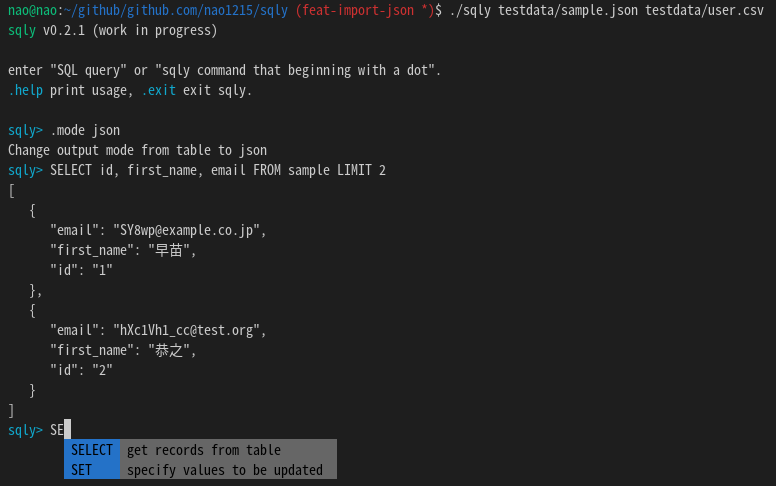 nao@nao:~/github/github.com/nao1215/sqly (feat-import-json *)$ ./sqly testdata/sample.json testdata/user.csv
sqly v0.2.1 (work in progress)
enter "SQL query" or "sqly command that beginning with a dot".
.help print usage, .exit exit sqly.
sqly> .mode json
Change output mode from table to json
sqly> SELECT id, first_name, email FROM sample LIMIT 2
[
   {
      "email": "SY8wp@example.co.jp",
      "first_name": "早苗",
      "id": "1"
   },
   {
      "email": "hXc1Vh1_cc@test.org",
      "first_name": "恭之",
      "id": "2"
   }
]
sqly> SE
SELECT  get records from table
SET     specify values to be updated